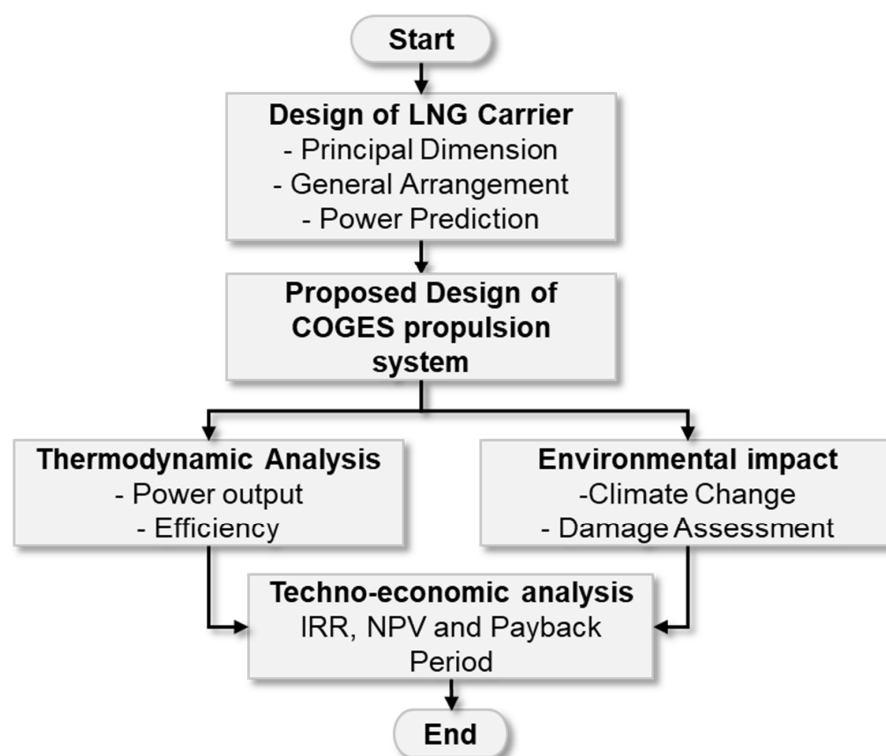 Start
Design of LNG Carrier
- Principal Dimension
- General Arrangement
- Power Prediction
Proposed Design of
COGES propulsion
system
Thermodynamic Analysis
- Power output
- Efficiency
Environmental impact
-Climate Change
- Damage Assessment
Techno-economic analysis
IRR, NPV and Payback
Period
End